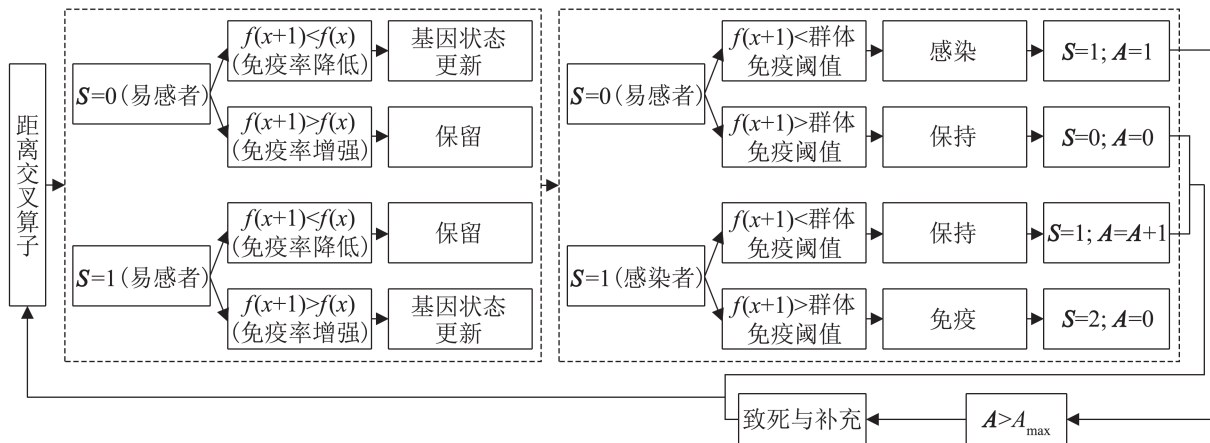 距离交叉算子
S=0(易感者)
f(x+1)<f(x)
(免疫率降低)
基因状态
更新
f(x+1)>f(x)
(免疫率增强)
保留
S=1(易感者)
f(x+1)<f(x)
(免疫率降低)
保留
f(x+1)>f(x)
(免疫率增强)
基因状态
更新
S=0(易感者)
f(x+1)<群体
免疫阈值
感染
S=1; A=1
f(x+1)>群体
免疫阈值
保持
S=0; A=0
S=1(感染者)
f(x+1)<群体
免疫阈值
保持
S=1; A=A+1
f(x+1)>群体
免疫阈值
免疫
S=2; A=0
致死与补充
A>Amax